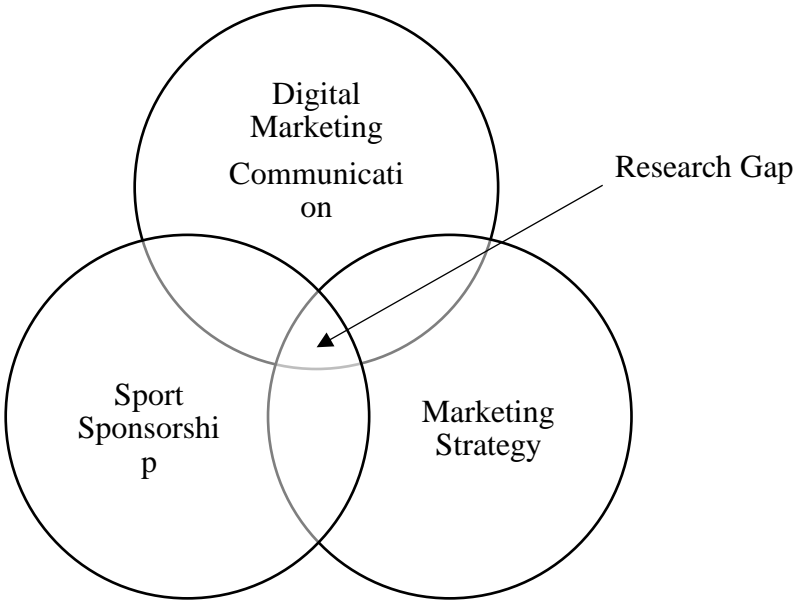 Digital
Marketing
Communicati
on
Research Gap
Sport
Sponsorshi
p
Marketing
Strategy